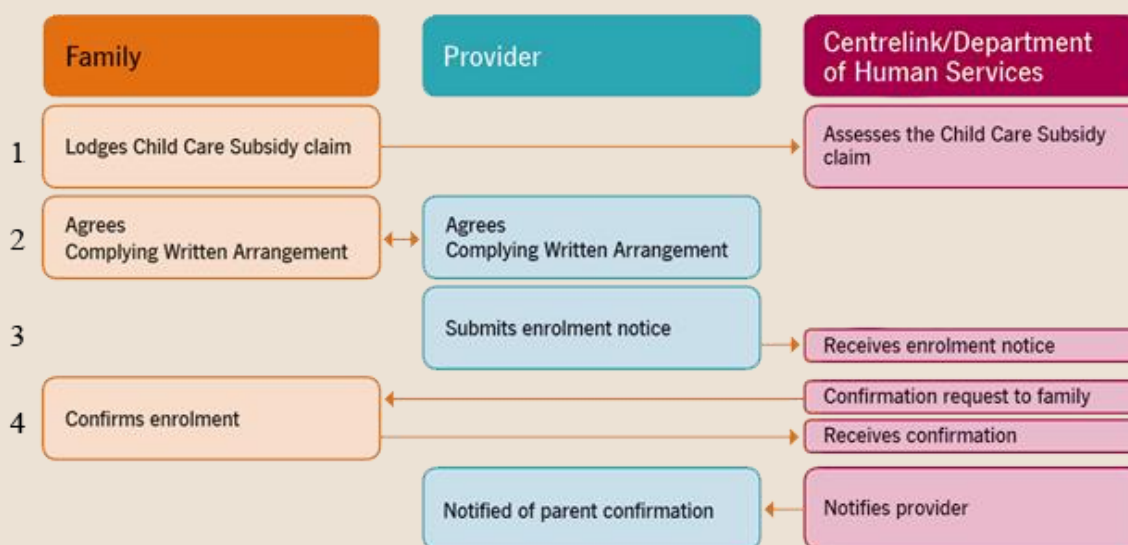 Family
Provider
Centrelink/Department
of Human Services
1
Lodges Child Care Subsidy claim
Assesses the Child Care Subsidy
claim
2
Agrees
Complying Written Arrangement
Agrees
Complying Written Arrangement
3
Submits enrolment notice
Receives enrolment notice
4
Confirms enrolment
Confirmation request to family
Receives confirmation
Notified of parent confirmation
Notifies provider